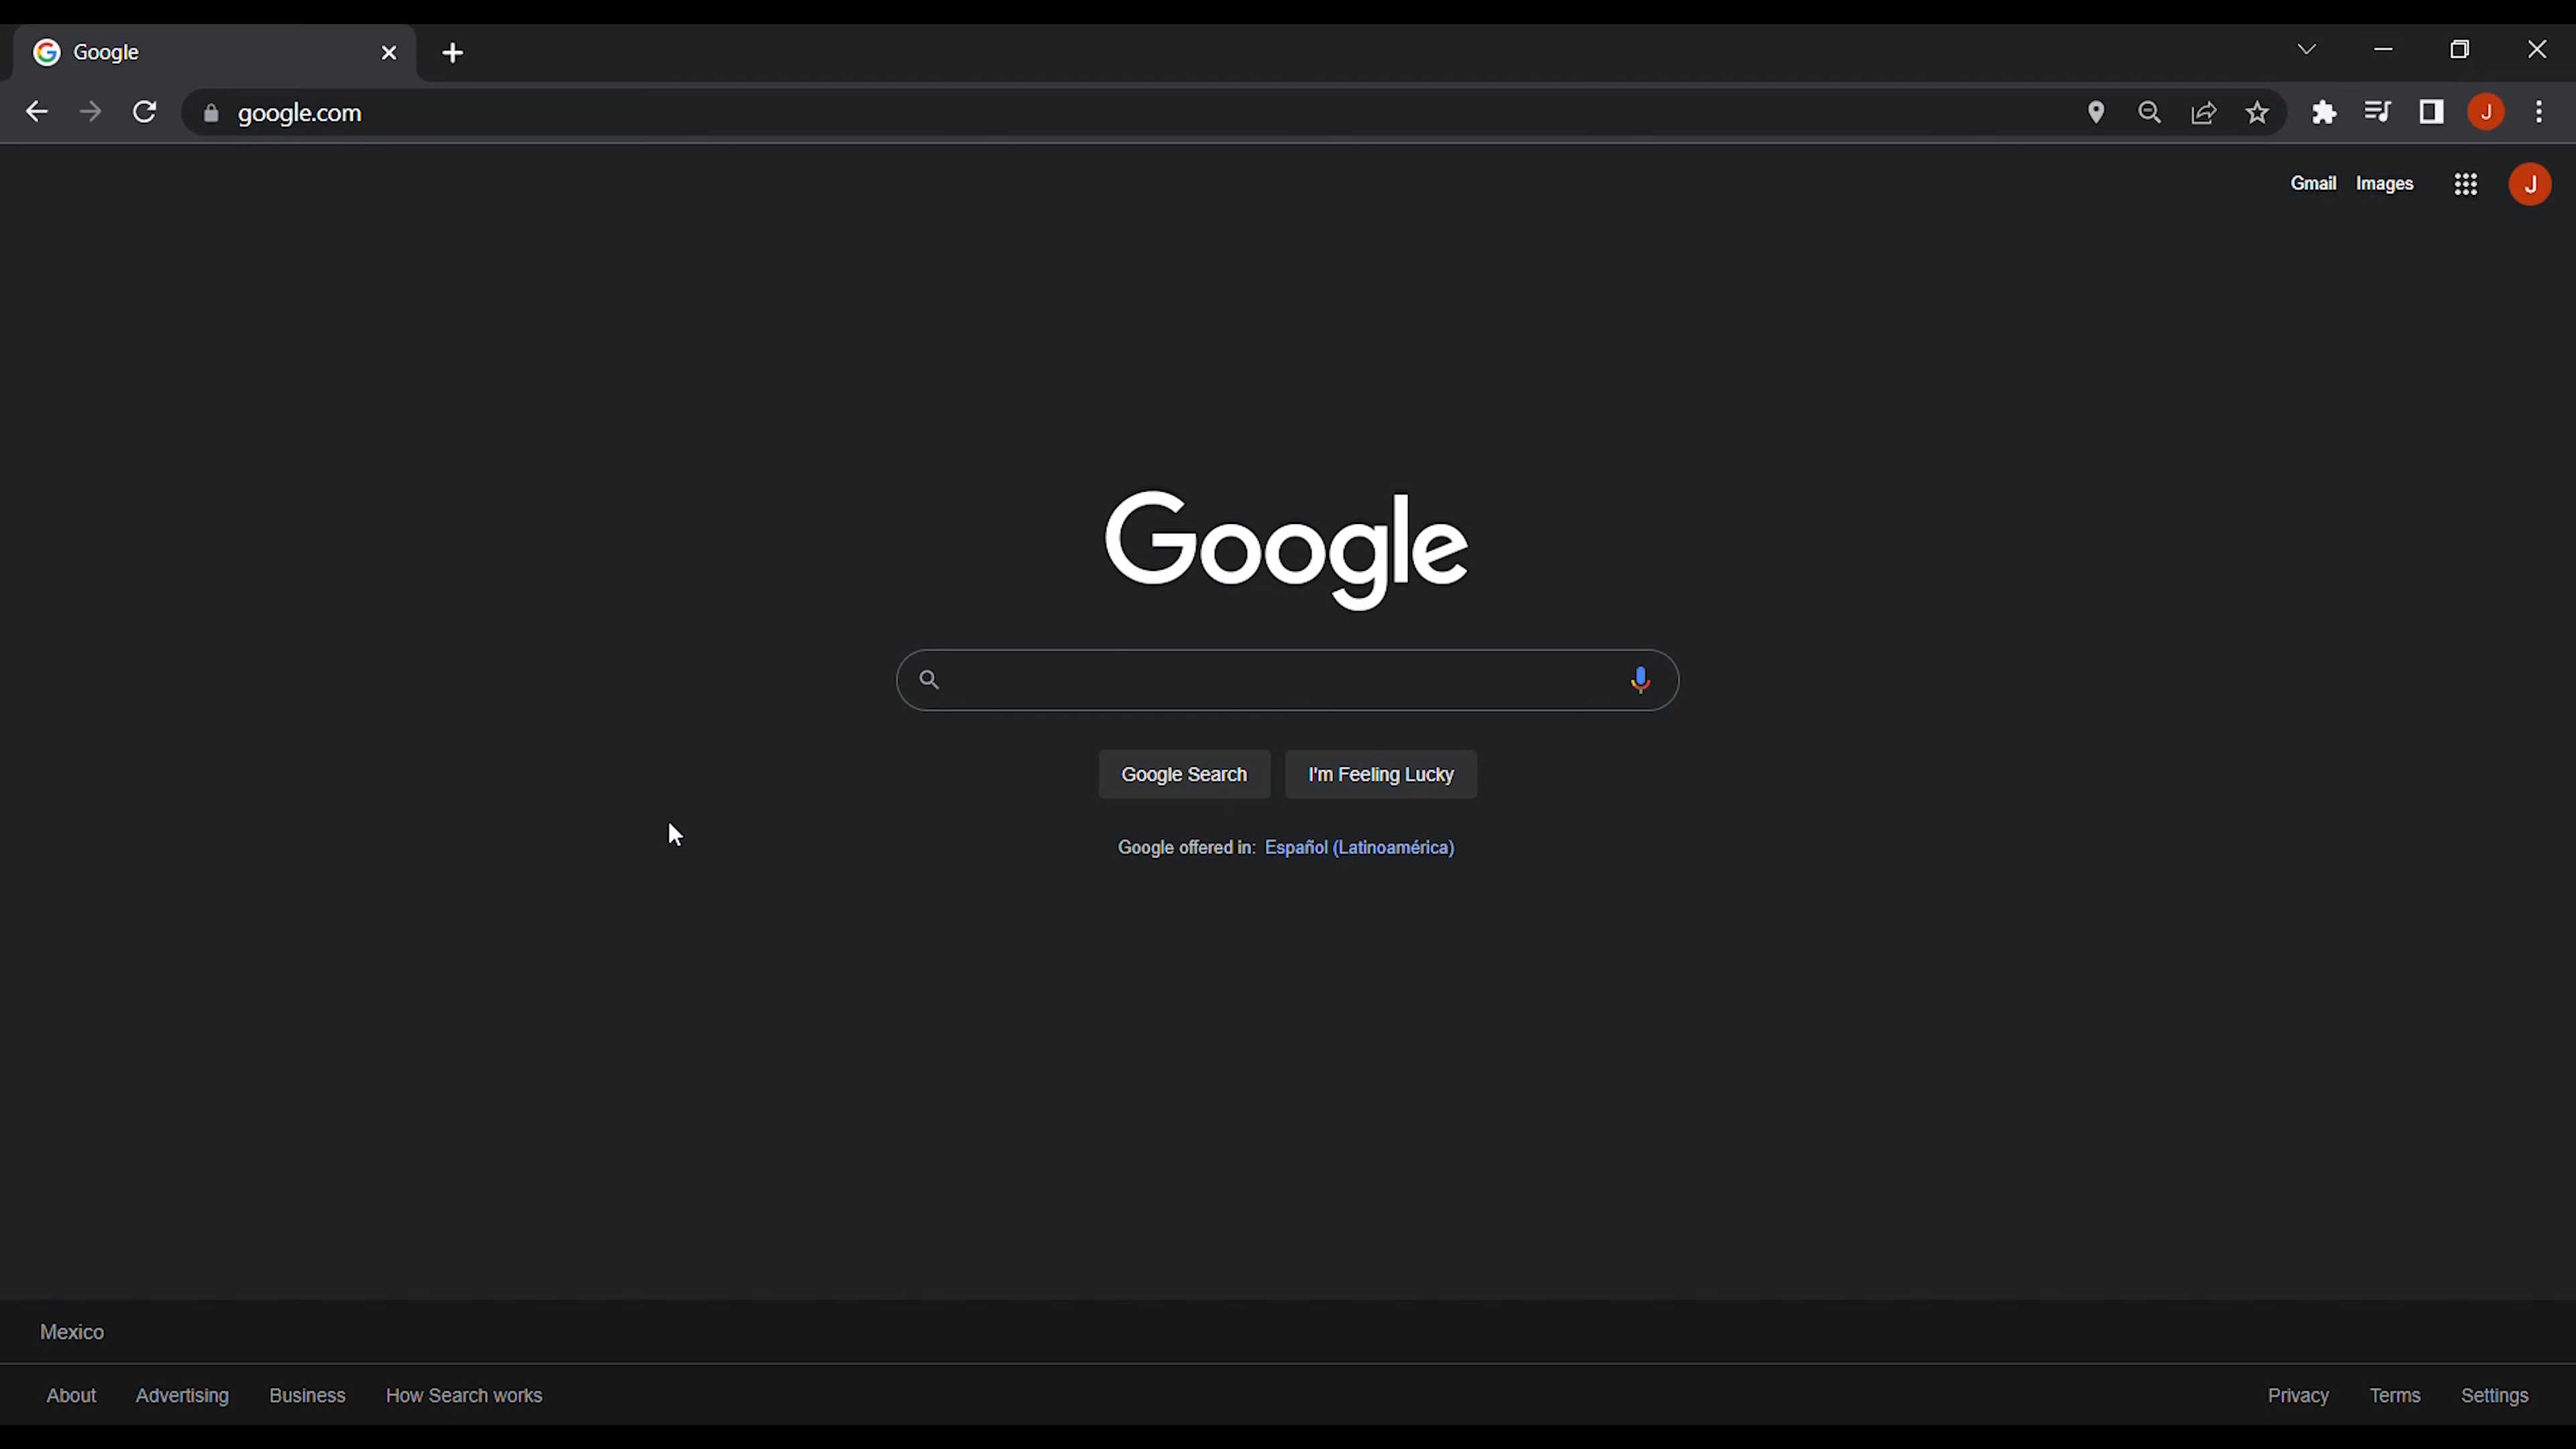 Google
google.com
J
Gmail Images
J
Google
Google Search I'm Feeling Lucky
Google offered in: Español (Latinoamérica)
Mexico
About Advertising Business How Search works Privacy Terms Settings